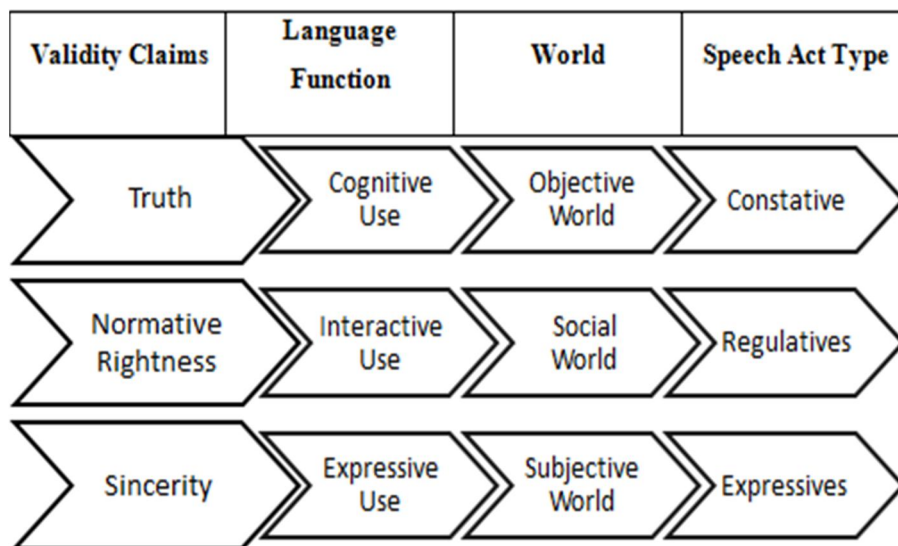 Validity Claims
Language
Function
World
Speech Act Type
Truth
Cognitive
Use
Objective
World
Constative
Normative
Rightness
Interactive
Use
Social
World
Regulatives
Sincerity
Expressive
Use
Subjective
World
Expressives